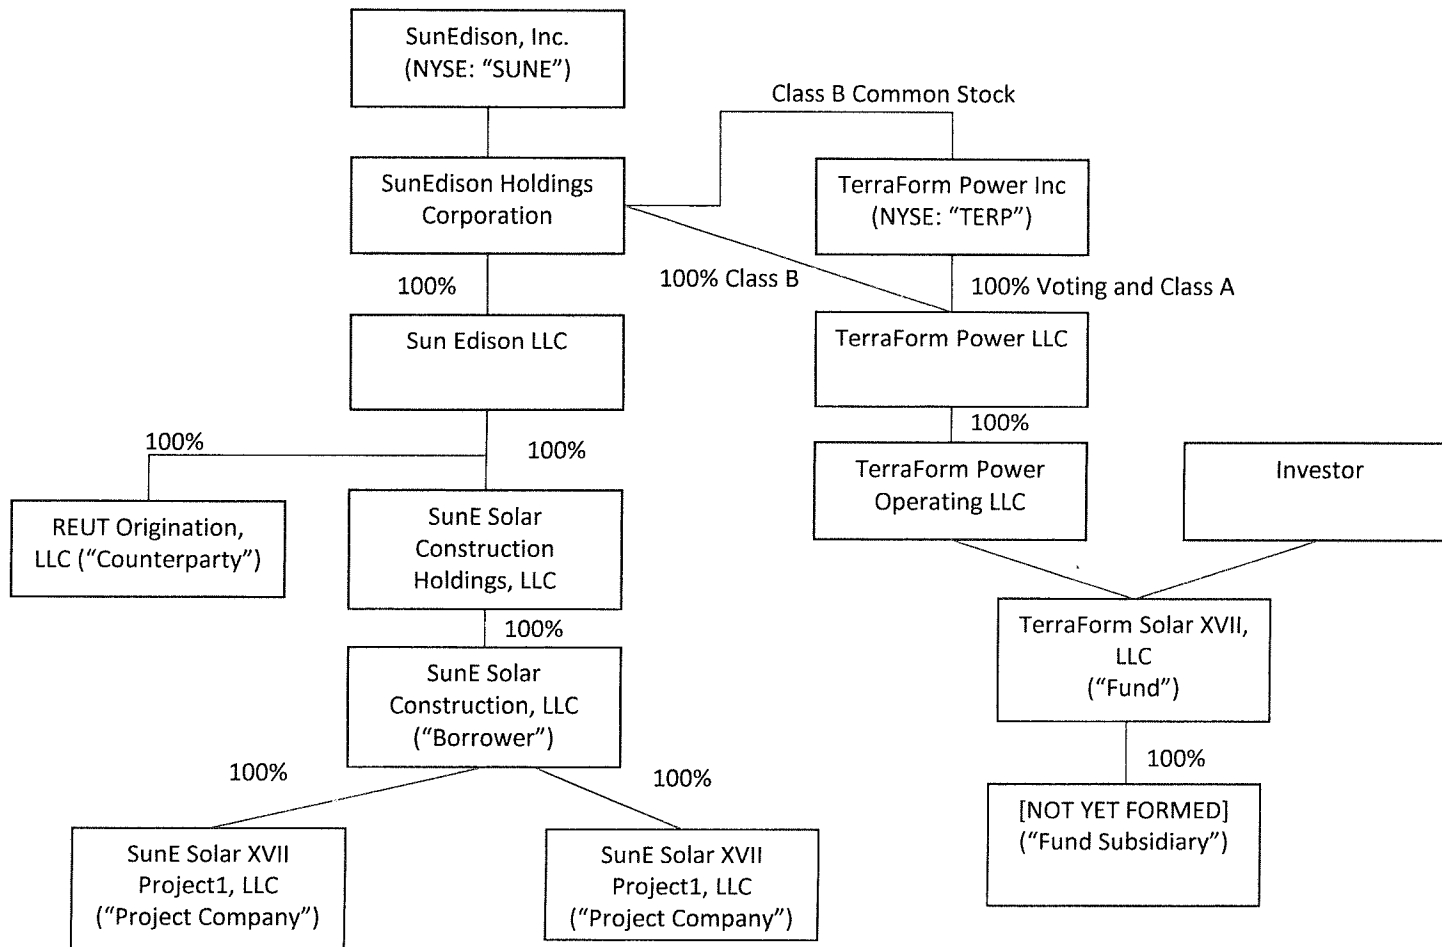 SunEdison, Inc.
(NYSE: “SUNE”)
Class B Common Stock
SunEdison Holdings
Corporation
TerraForm Power Inc
(NYSE: “TERP”)
100%
100% Class B
100% Voting and Class A
Sun Edison LLC
TerraForm Power LLC
100%
100%
100%
REUT Origination,
LLC (“Counterparty”)
SunE Solar
Construction
Holdings, LLC
TerraForm Power
Operating LLC
Investor
100%
SunE Solar
Construction, LLC
(“Borrower”)
TerraForm Solar XVII,
LLC
(“Fund”)
100%
100%
100%
SunE Solar XVII
Project1, LLC
(“Project Company”)
SunE Solar XVII
Project1, LLC
(“Project Company”)
[NOT YET FORMED]
(“Fund Subsidiary”)